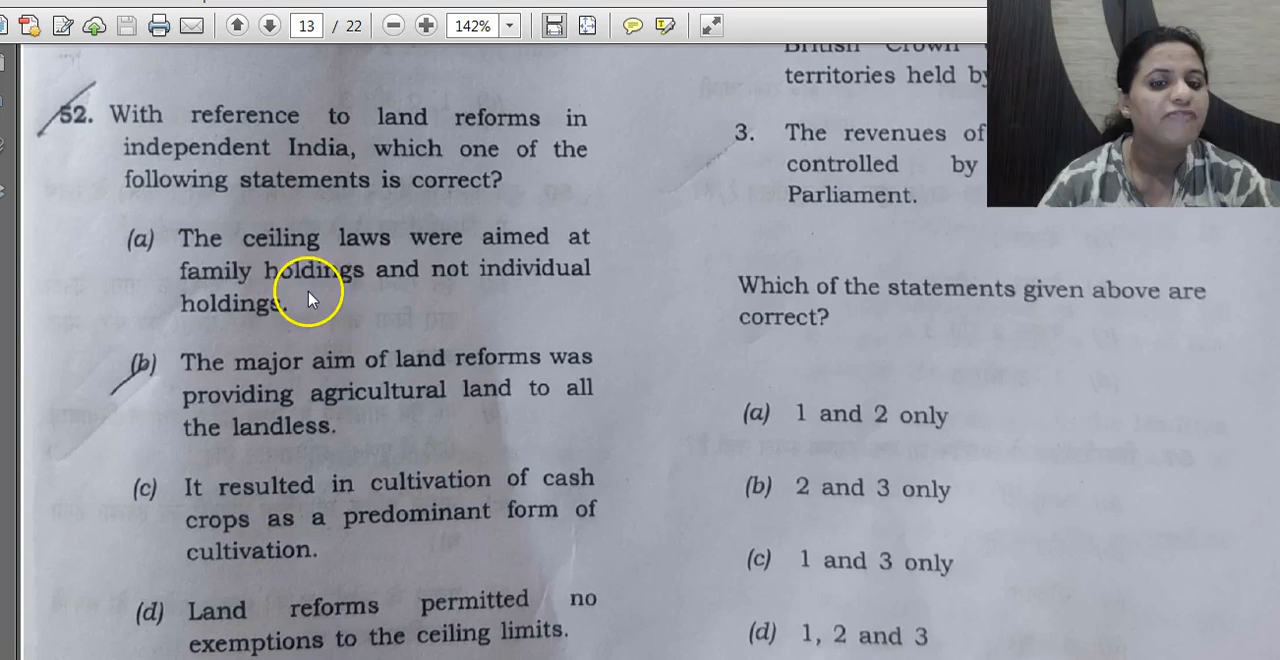 13 / 22
142%
52. With reference to land reforms in
independent India, which one of the
following statements is correct?
(a) The ceiling laws were aimed at
family holdings and not individual
holdings.
(b) The major aim of land reforms was
providing agricultural land to all
the landless.
(c) It resulted in cultivation of cash
crops as a predominant form of
cultivation.
(d) Land reforms permitted no
exemptions to the ceiling limits.
British Crown
territories held by
3. The revenues of
controlled by
Parliament.
Which of the statements given above are
correct?
(a) 1 and 2 only
(b) 2 and 3 only
(c) 1 and 3 only
(d) 1, 2 and 3